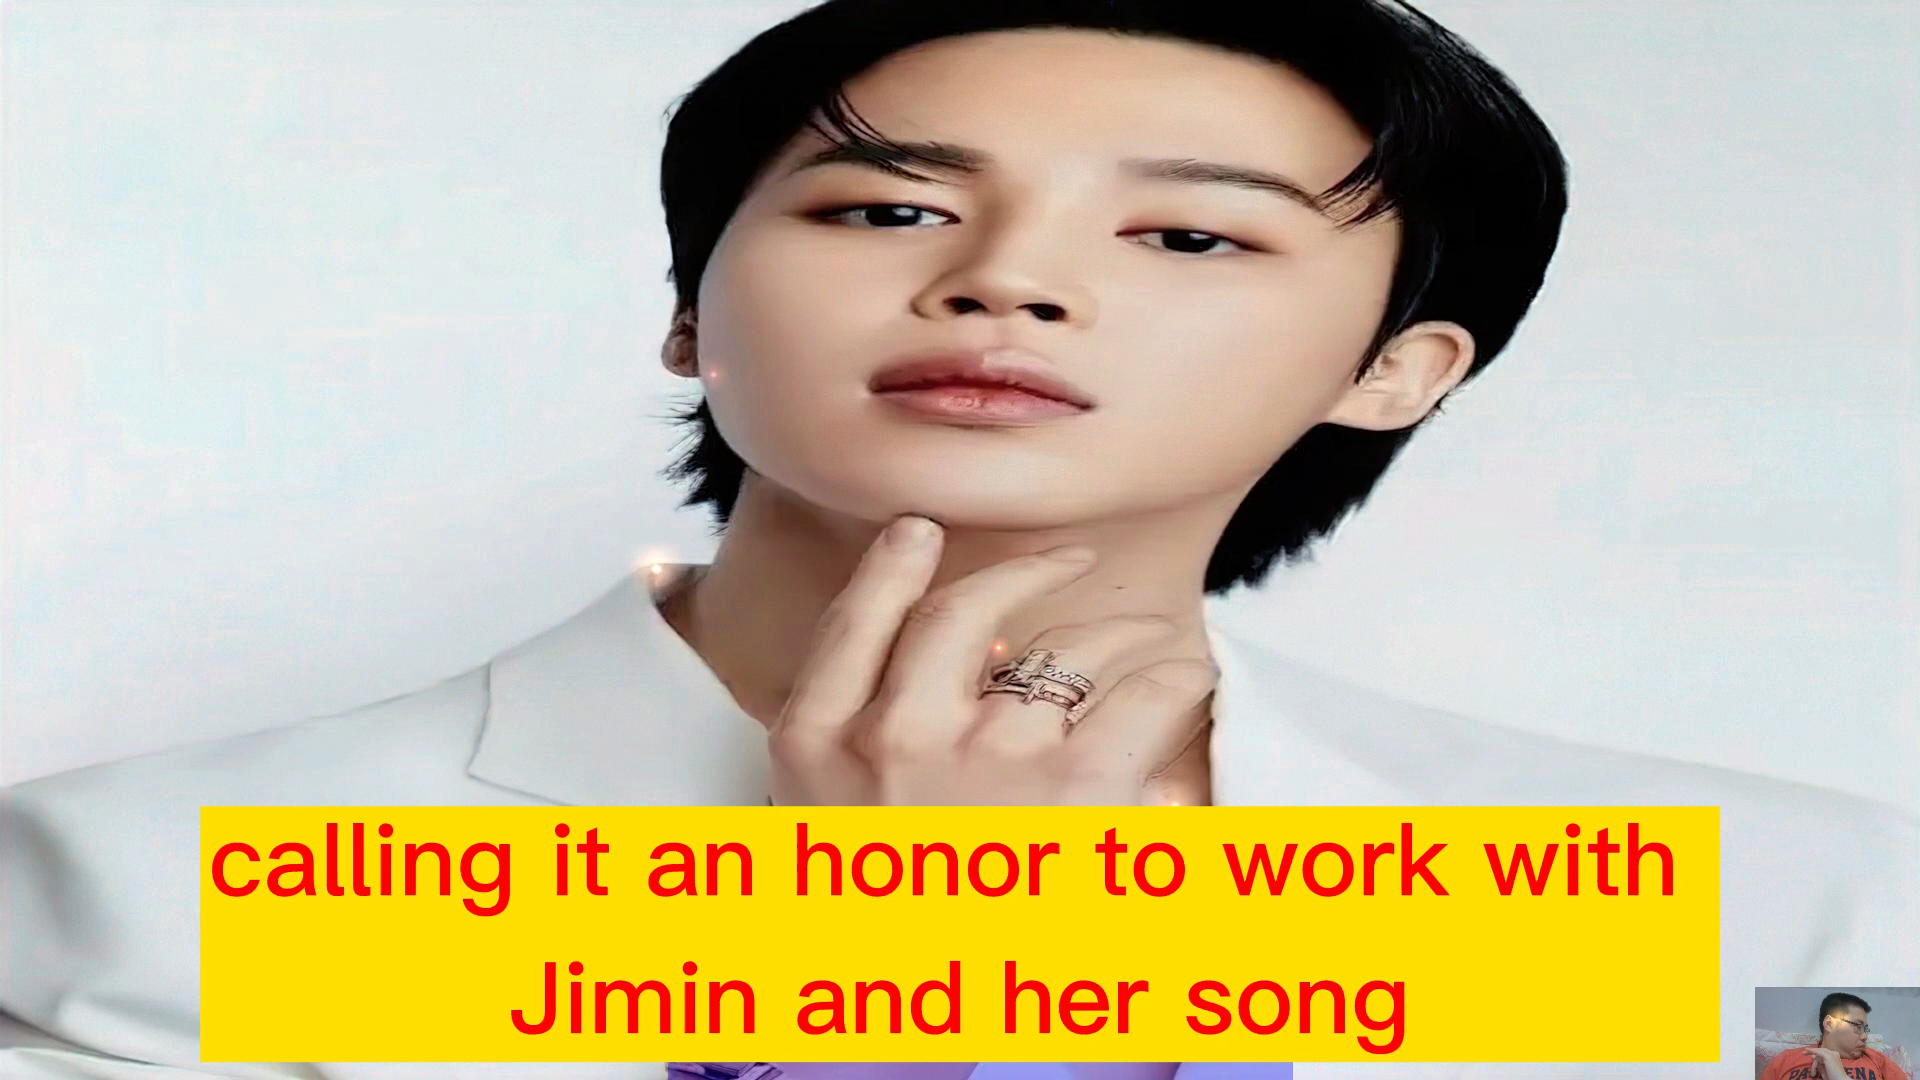 calling it an honor to work with
Jimin and her song